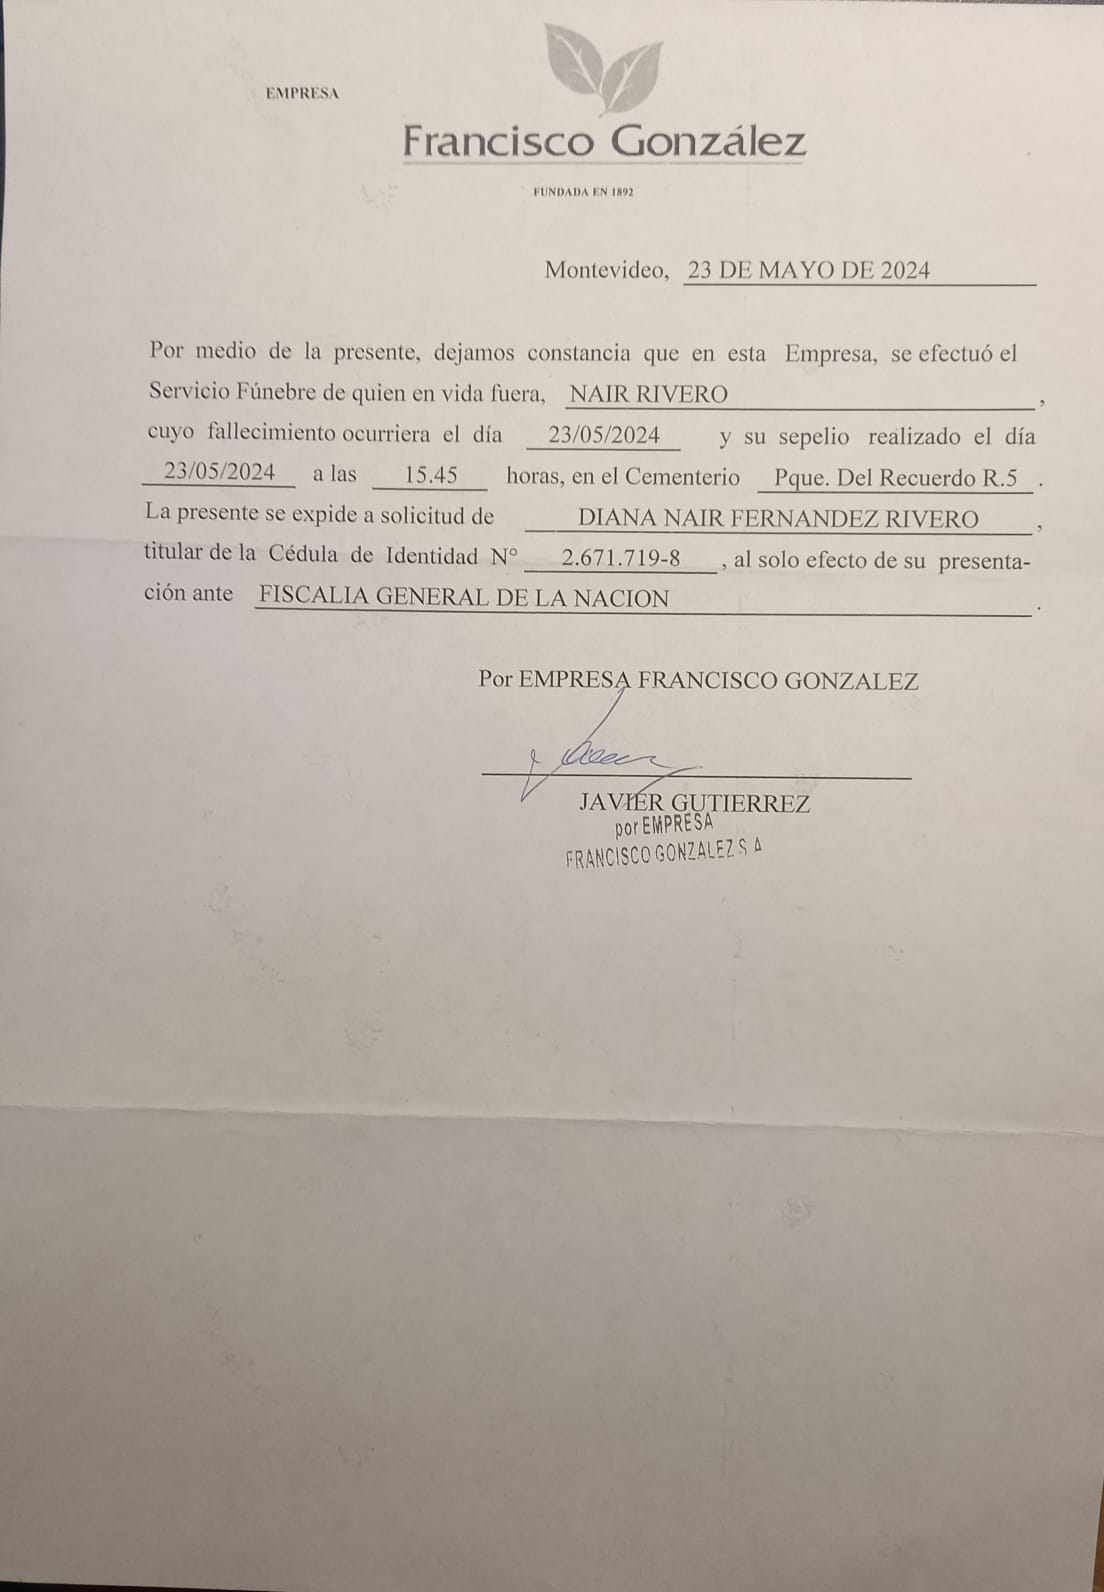 EMPRESA
Francisco González
FUNDADA EN 1892
Montevideo, 23 DE MAYO DE 2024
Por medio de la presente, dejamos constancia que en esta Empresa, se efectuó el
Servicio Fúnebre de quien en vida fuera, NAIR RIVERO ,
cuyo fallecimiento ocurriera el día 23/05/2024 y su sepelio realizado el día
23/05/2024 a las 15.45 horas, en el Cementerio Pque. Del Recuerdo R.5 .
La presente se expide a solicitud de DIANA NAIR FERNANDEZ RIVERO ,
titular de la Cédula de Identidad N° 2.671.719-8 , al solo efecto de su presenta-
ción ante FISCALIA GENERAL DE LA NACION .
Por EMPRESA FRANCISCO GONZALEZ
JAVIER GUTIERREZ
por EMPRESA
FRANCISCO GONZALEZ S A